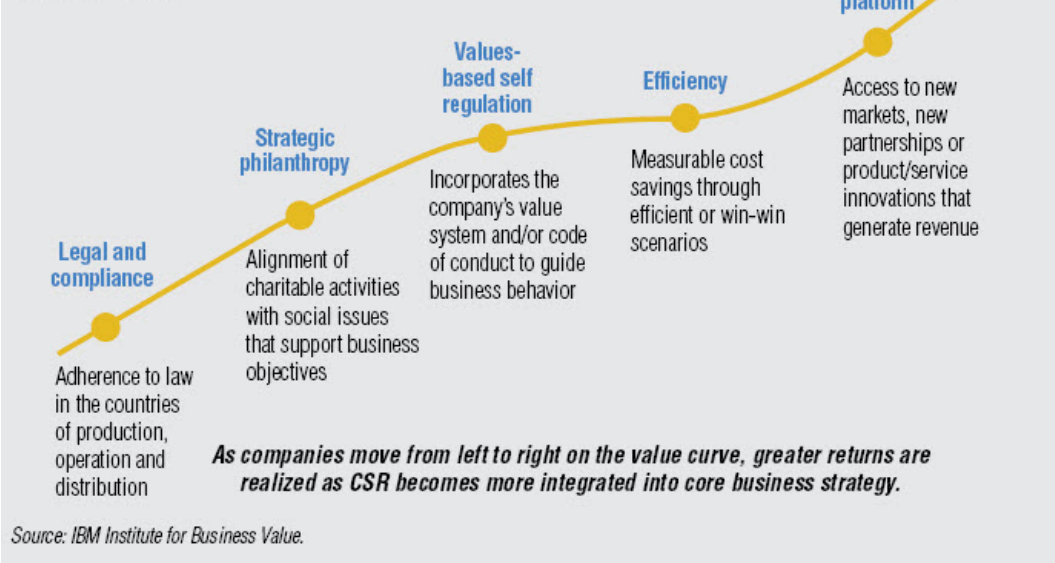 platform
Values-
based self
regulation
Efficiency
Access to new
markets, new
partnerships or
product/service
innovations that
generate revenue
Strategic
philanthropy
Measurable cost
savings through
efficient or win-win
scenarios
Incorporates the
company's value
system and/or code
of conduct to guide
business behavior
Legal and
compliance
Alignment of
charitable activities
with social issues
that support business
objectives
Adherence to law
in the countries
of production,
operation and
distribution
As companies move from left to right on the value curve, greater returns are
realized as CSR becomes more integrated into core business strategy.
Source: IBM Institute for Business Value.